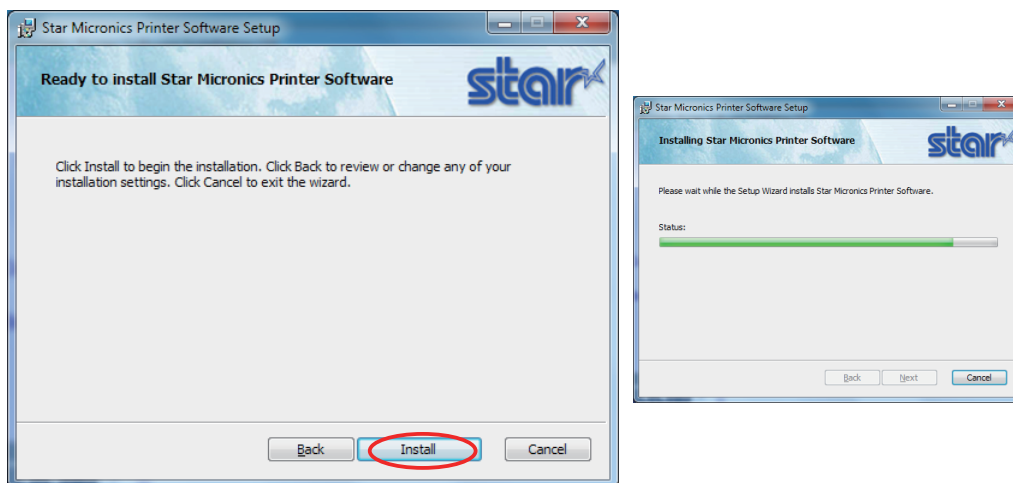 Star Micronics Printer Software Setup
Ready to install Star Micronics Printer Software
star
Click Install to begin the installation. Click Back to review or change any of your
installation settings. Click Cancel to exit the wizard.
Back
Install
Cancel
Star Micronics Printer Software Setup
Installing Star Micronics Printer Software
star
Please wait while the Setup Wizard installs Star Micronics Printer Software.
Status:
Back
Next
Cancel